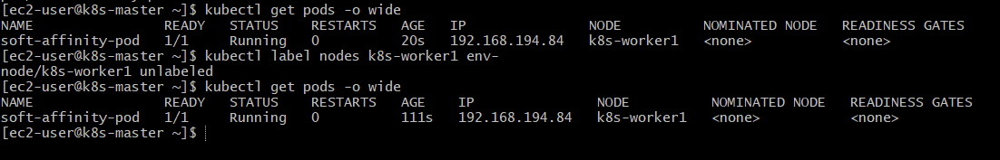 [ec2-user@k8s-master ~]$ kubectl get pods -o wide
NAME READY STATUS RESTARTS AGE IP NODE NOMINATED NODE READINESS GATES
soft-affinity-pod 1/1 Running 0 20s 192.168.194.84 k8s-worker1 <none> <none>
[ec2-user@k8s-master ~]$ kubectl label nodes k8s-worker1 env-
node/k8s-worker1 unlabeled
[ec2-user@k8s-master ~]$ kubectl get pods -o wide
NAME READY STATUS RESTARTS AGE IP NODE NOMINATED NODE READINESS GATES
soft-affinity-pod 1/1 Running 0 111s 192.168.194.84 k8s-worker1 <none> <none>
[ec2-user@k8s-master ~]$